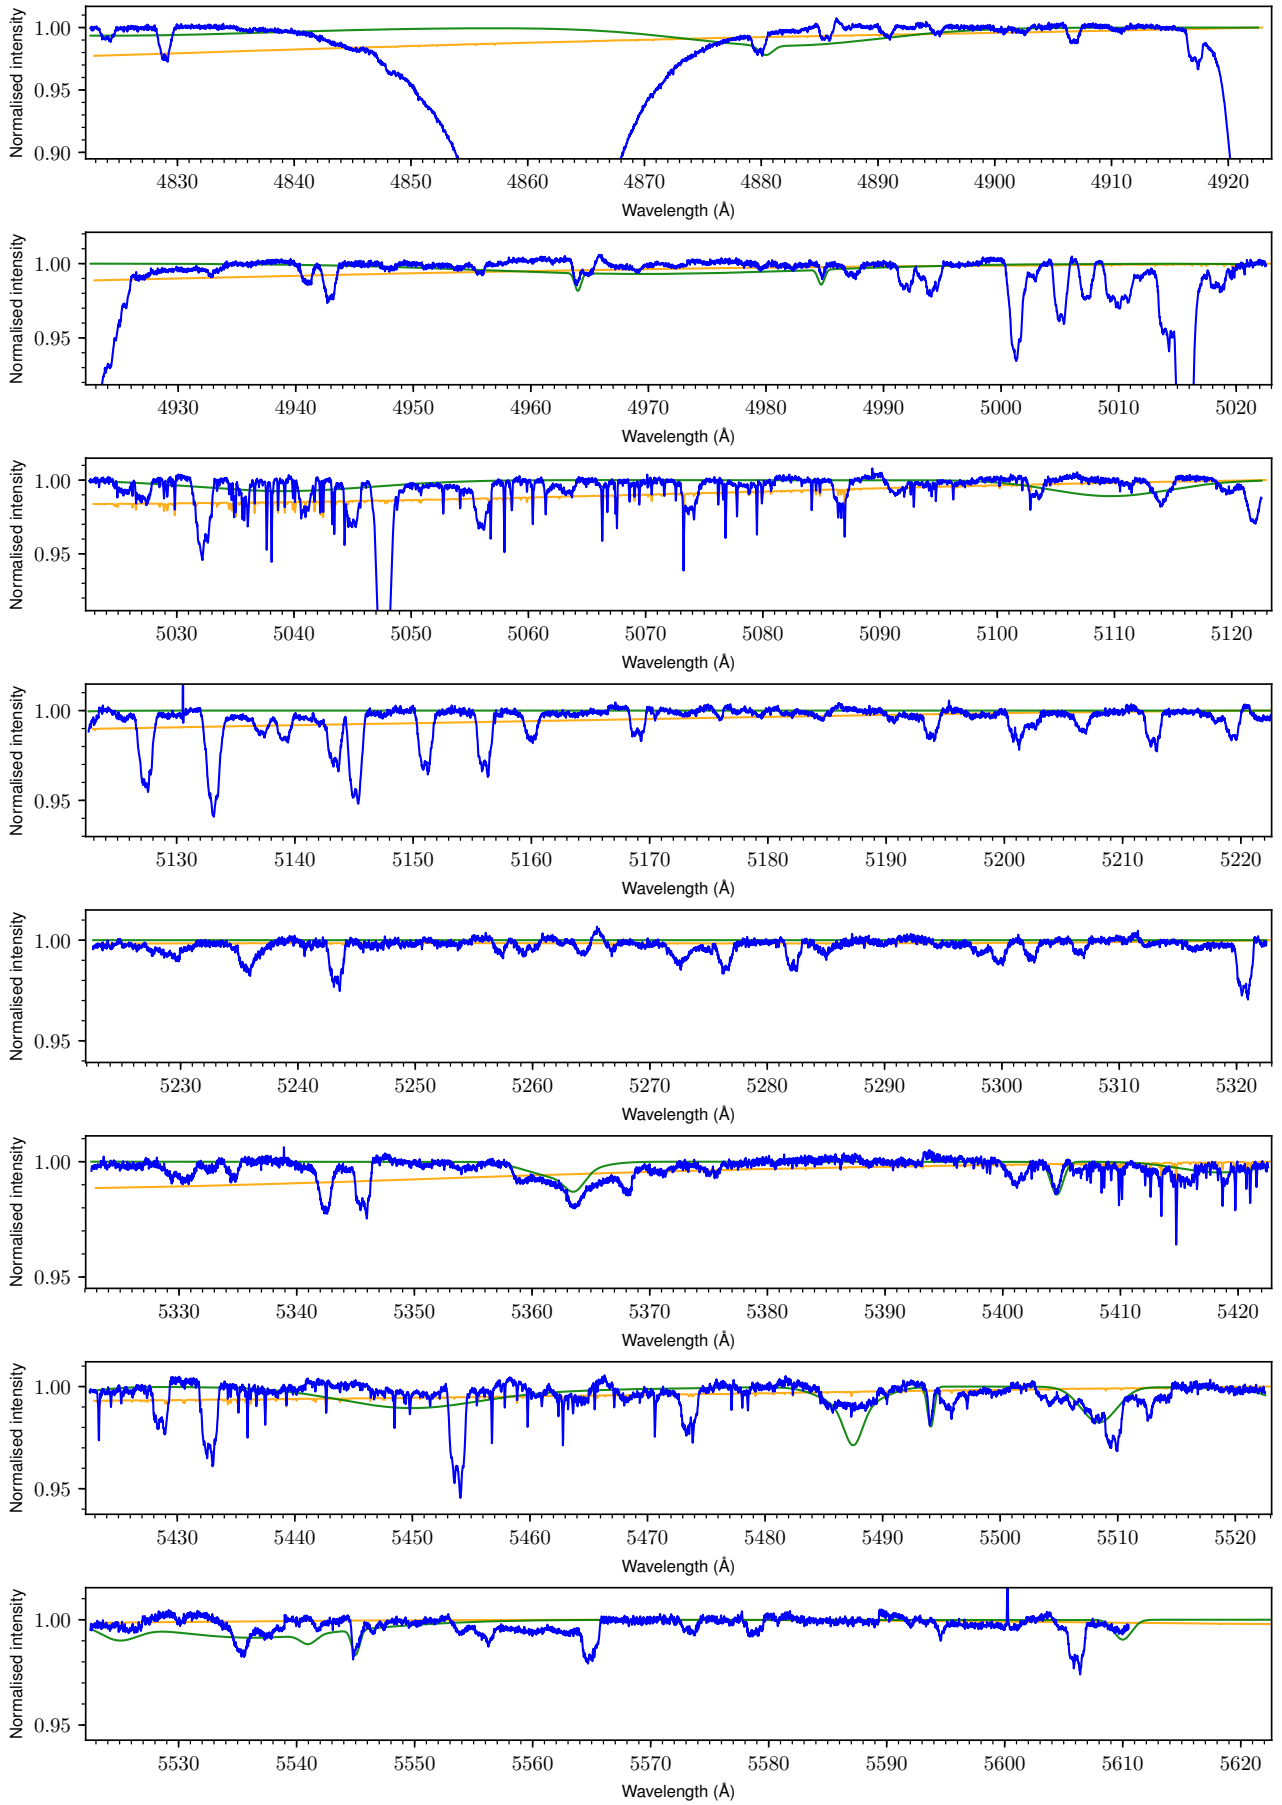 Normalised intensity
1.00
0.95
0.90
4830 4840 4850 4860 4870 4880 4890 4900 4910 4920
Wavelength (Å)
Normalised intensity
1.00
0.95
4930 4940 4950 4960 4970 4980 4990 5000 5010 5020
Wavelength (Å)
Normalised intensity
1.00
0.95
5030 5040 5050 5060 5070 5080 5090 5100 5110 5120
Wavelength (Å)
Normalised intensity
1.00
0.95
5130 5140 5150 5160 5170 5180 5190 5200 5210 5220
Wavelength (Å)
Normalised intensity
1.00
0.95
5230 5240 5250 5260 5270 5280 5290 5300 5310 5320
Wavelength (Å)
Normalised intensity
1.00
0.95
5330 5340 5350 5360 5370 5380 5390 5400 5410 5420
Wavelength (Å)
Normalised intensity
1.00
0.95
5430 5440 5450 5460 5470 5480 5490 5500 5510 5520
Wavelength (Å)
Normalised intensity
1.00
0.95
5530 5540 5550 5560 5570 5580 5590 5600 5610 5620
Wavelength (Å)